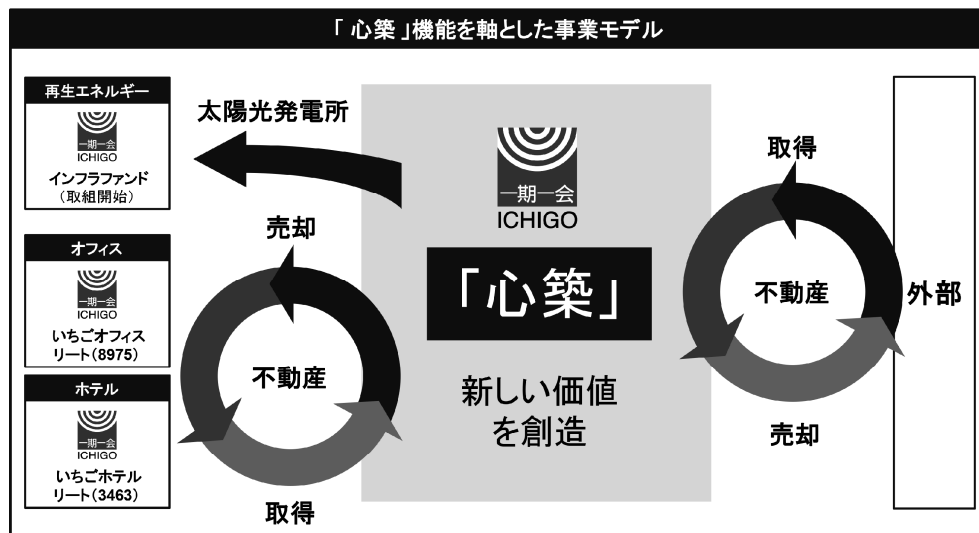 「 心築 」機能を軸とした事業モデル
再生エネルギー
一期一会
ICHIGO
インフラファンド
(取組開始)
太陽光発電所
オフィス
一期一会
ICHIGO
いちごオフィス
リート(8975)
ホテル
一期一会
ICHIGO
いちごホテル
リート(3463)
売却
不動産
取得
一期一会
ICHIGO
「心築」
新しい価値
を創造
取得
不動産
売却
外部